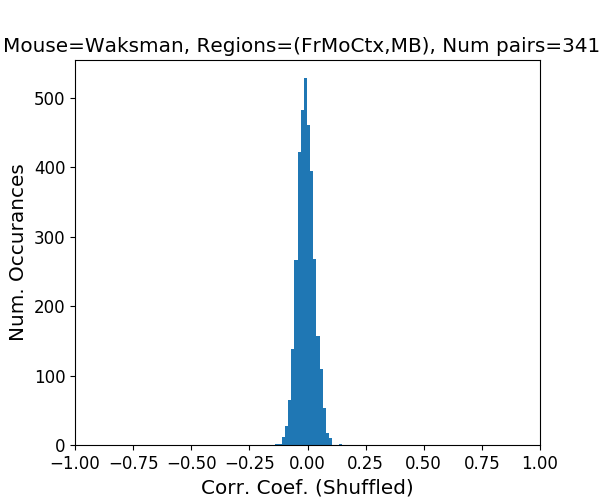 Mouse=Waksman, Regions=(FrMoCtx,MB), Num pairs=341
Num. Occurances
500
400
300
200
100
0
−1.00 −0.75 −0.50 −0.25 0.00 0.25 0.50 0.75 1.00
Corr. Coef. (Shuffled)